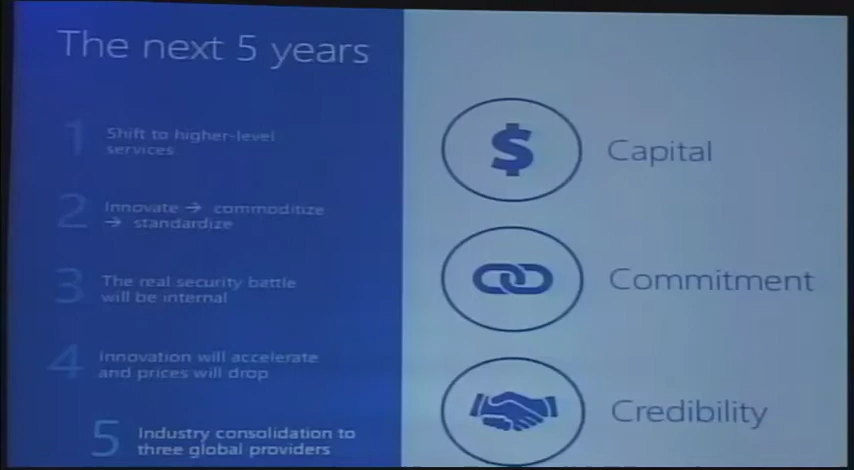 The next 5 years
1 Shift to higher-level
services
2 Innovate → commoditize
→ standardize
3 The real security battle
will be internal
4 Innovation will accelerate
and prices will drop
5 Industry consolidation to
three global providers
$ Capital
Commitment
Credibility